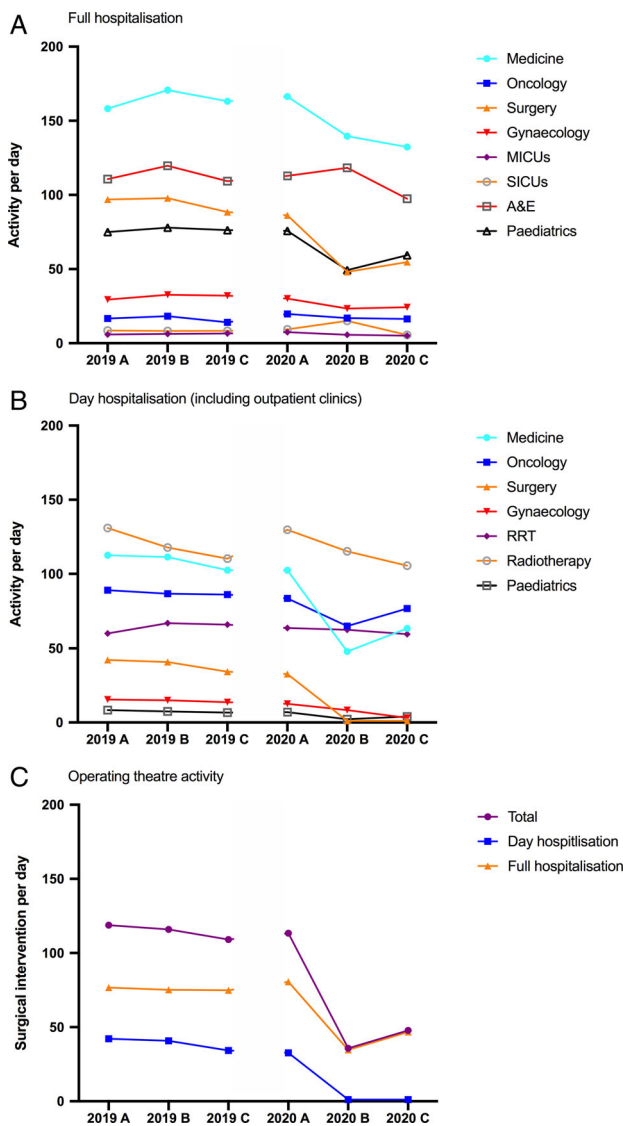 A
Full hospitalisation
200
150
100
50
0
Activity per day
2019 A 2019 B 2019 C 2020 A 2020 B 2020 C
Medicine
Oncology
Surgery
Gynaecology
MICUs
SICUs
A&E
Paediatrics
B
Day hospitalisation (including outpatient clinics)
200
150
100
50
0
Activity per day
2019 A 2019 B 2019 C 2020 A 2020 B 2020 C
Medicine
Oncology
Surgery
Gynaecology
RRT
Radiotherapy
Paediatrics
C
Operating theatre activity
200
150
100
50
0
Surgical intervention per day
2019 A 2019 B 2019 C 2020 A 2020 B 2020 C
Total
Day hospitlisation
Full hospitalisation